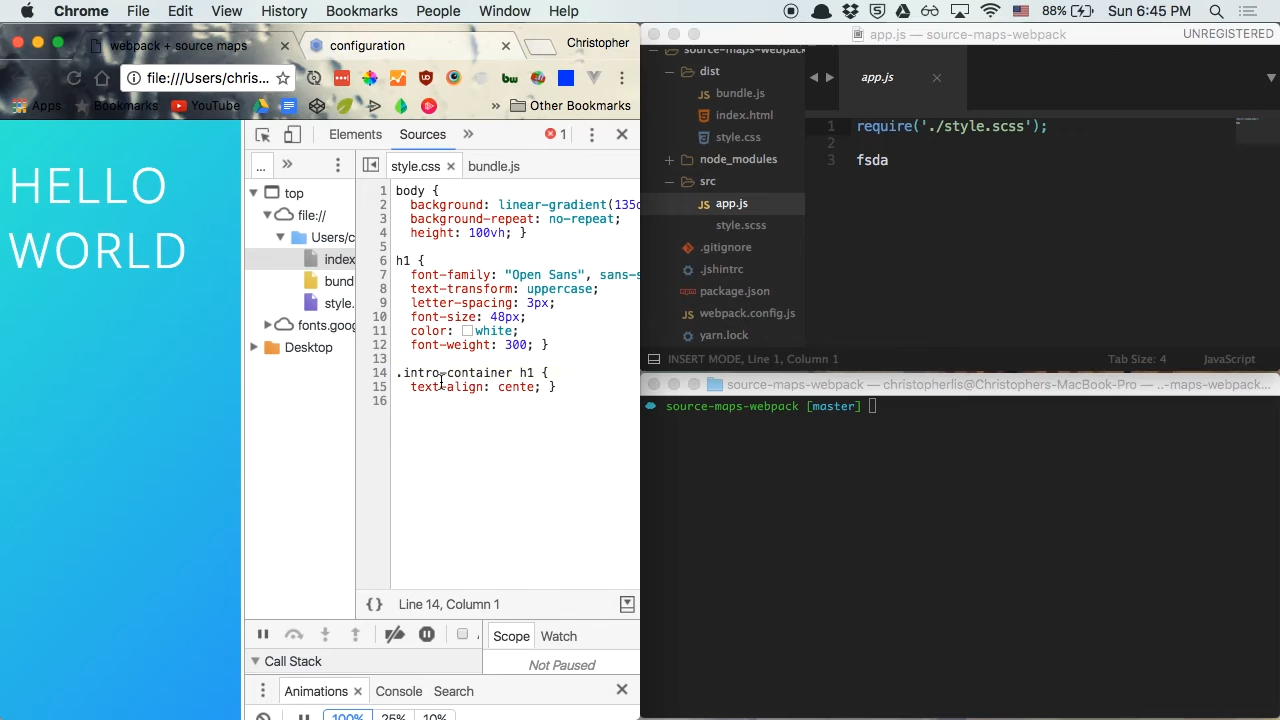 Chrome File Edit View History Bookmarks People Window Help 88% Sun 6:45 PM
webpack + source maps configuration Christopher
file:///Users/chris...
Apps Bookmarks YouTube bw Other Bookmarks
HELLO
WORLD
Elements Sources » 1
... » style.css bundle.js
top
file://
Users/c
index
bund
style.
fonts.goog
Desktop
1 body {
2 background: linear-gradient(135d
3 background-repeat: no-repeat;
4 height: 100vh; }
5
6 h1 {
7 font-family: "Open Sans", sans-s
8 text-transform: uppercase;
9 letter-spacing: 3px;
10 font-size: 48px;
11 color: white;
12 font-weight: 300; }
13
14 .intro-container h1 {
15 text-align: cente; }
16
{} Line 14, Column 1
Scope Watch
Call Stack
Not Paused
Animations Console Search
100% 25% 10%
app.js — source-maps-webpack UNREGISTERED
source-maps-webpack
dist
bundle.js
index.html
style.css
node_modules
src
app.js
style.scss
.gitignore
.jshintrc
package.json
webpack.config.js
yarn.lock
app.js
1 require('./style.scss');
2
3 fsda
INSERT MODE, Line 1, Column 1 Tab Size: 4 JavaScript
source-maps-webpack — christopherlis@Christophers-MacBook-Pro — ..-maps-webpack...
source-maps-webpack [master]